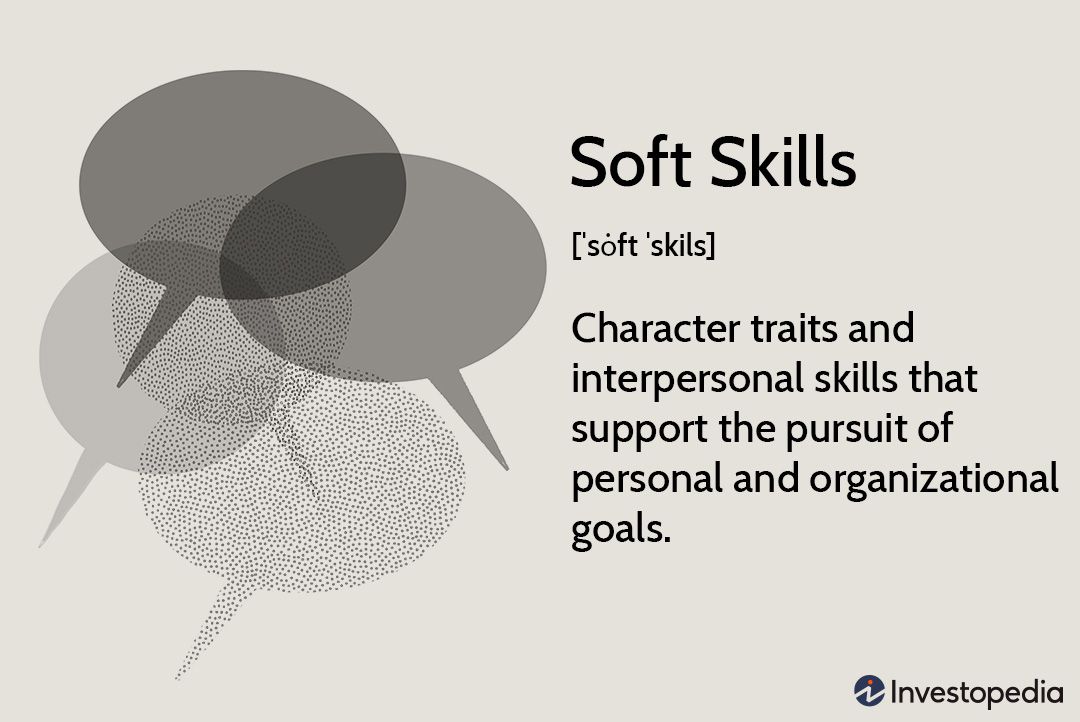 Soft Skills
[ˈsȯft ˈskils]
Character traits and
interpersonal skills that
support the pursuit of
personal and organizational
goals.
Investopedia